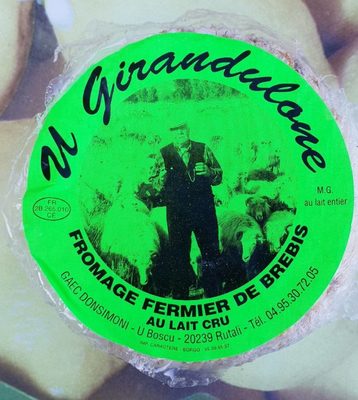 U Girandulone
M.G.
au lait entier
FR
2B.265.010
CE
FROMAGE FERMIER DE BREBIS
AU LAIT CRU
GAEC DONSIMONI - U Boscu - 20239 Rutali - Tél. 04.95.30.72.05